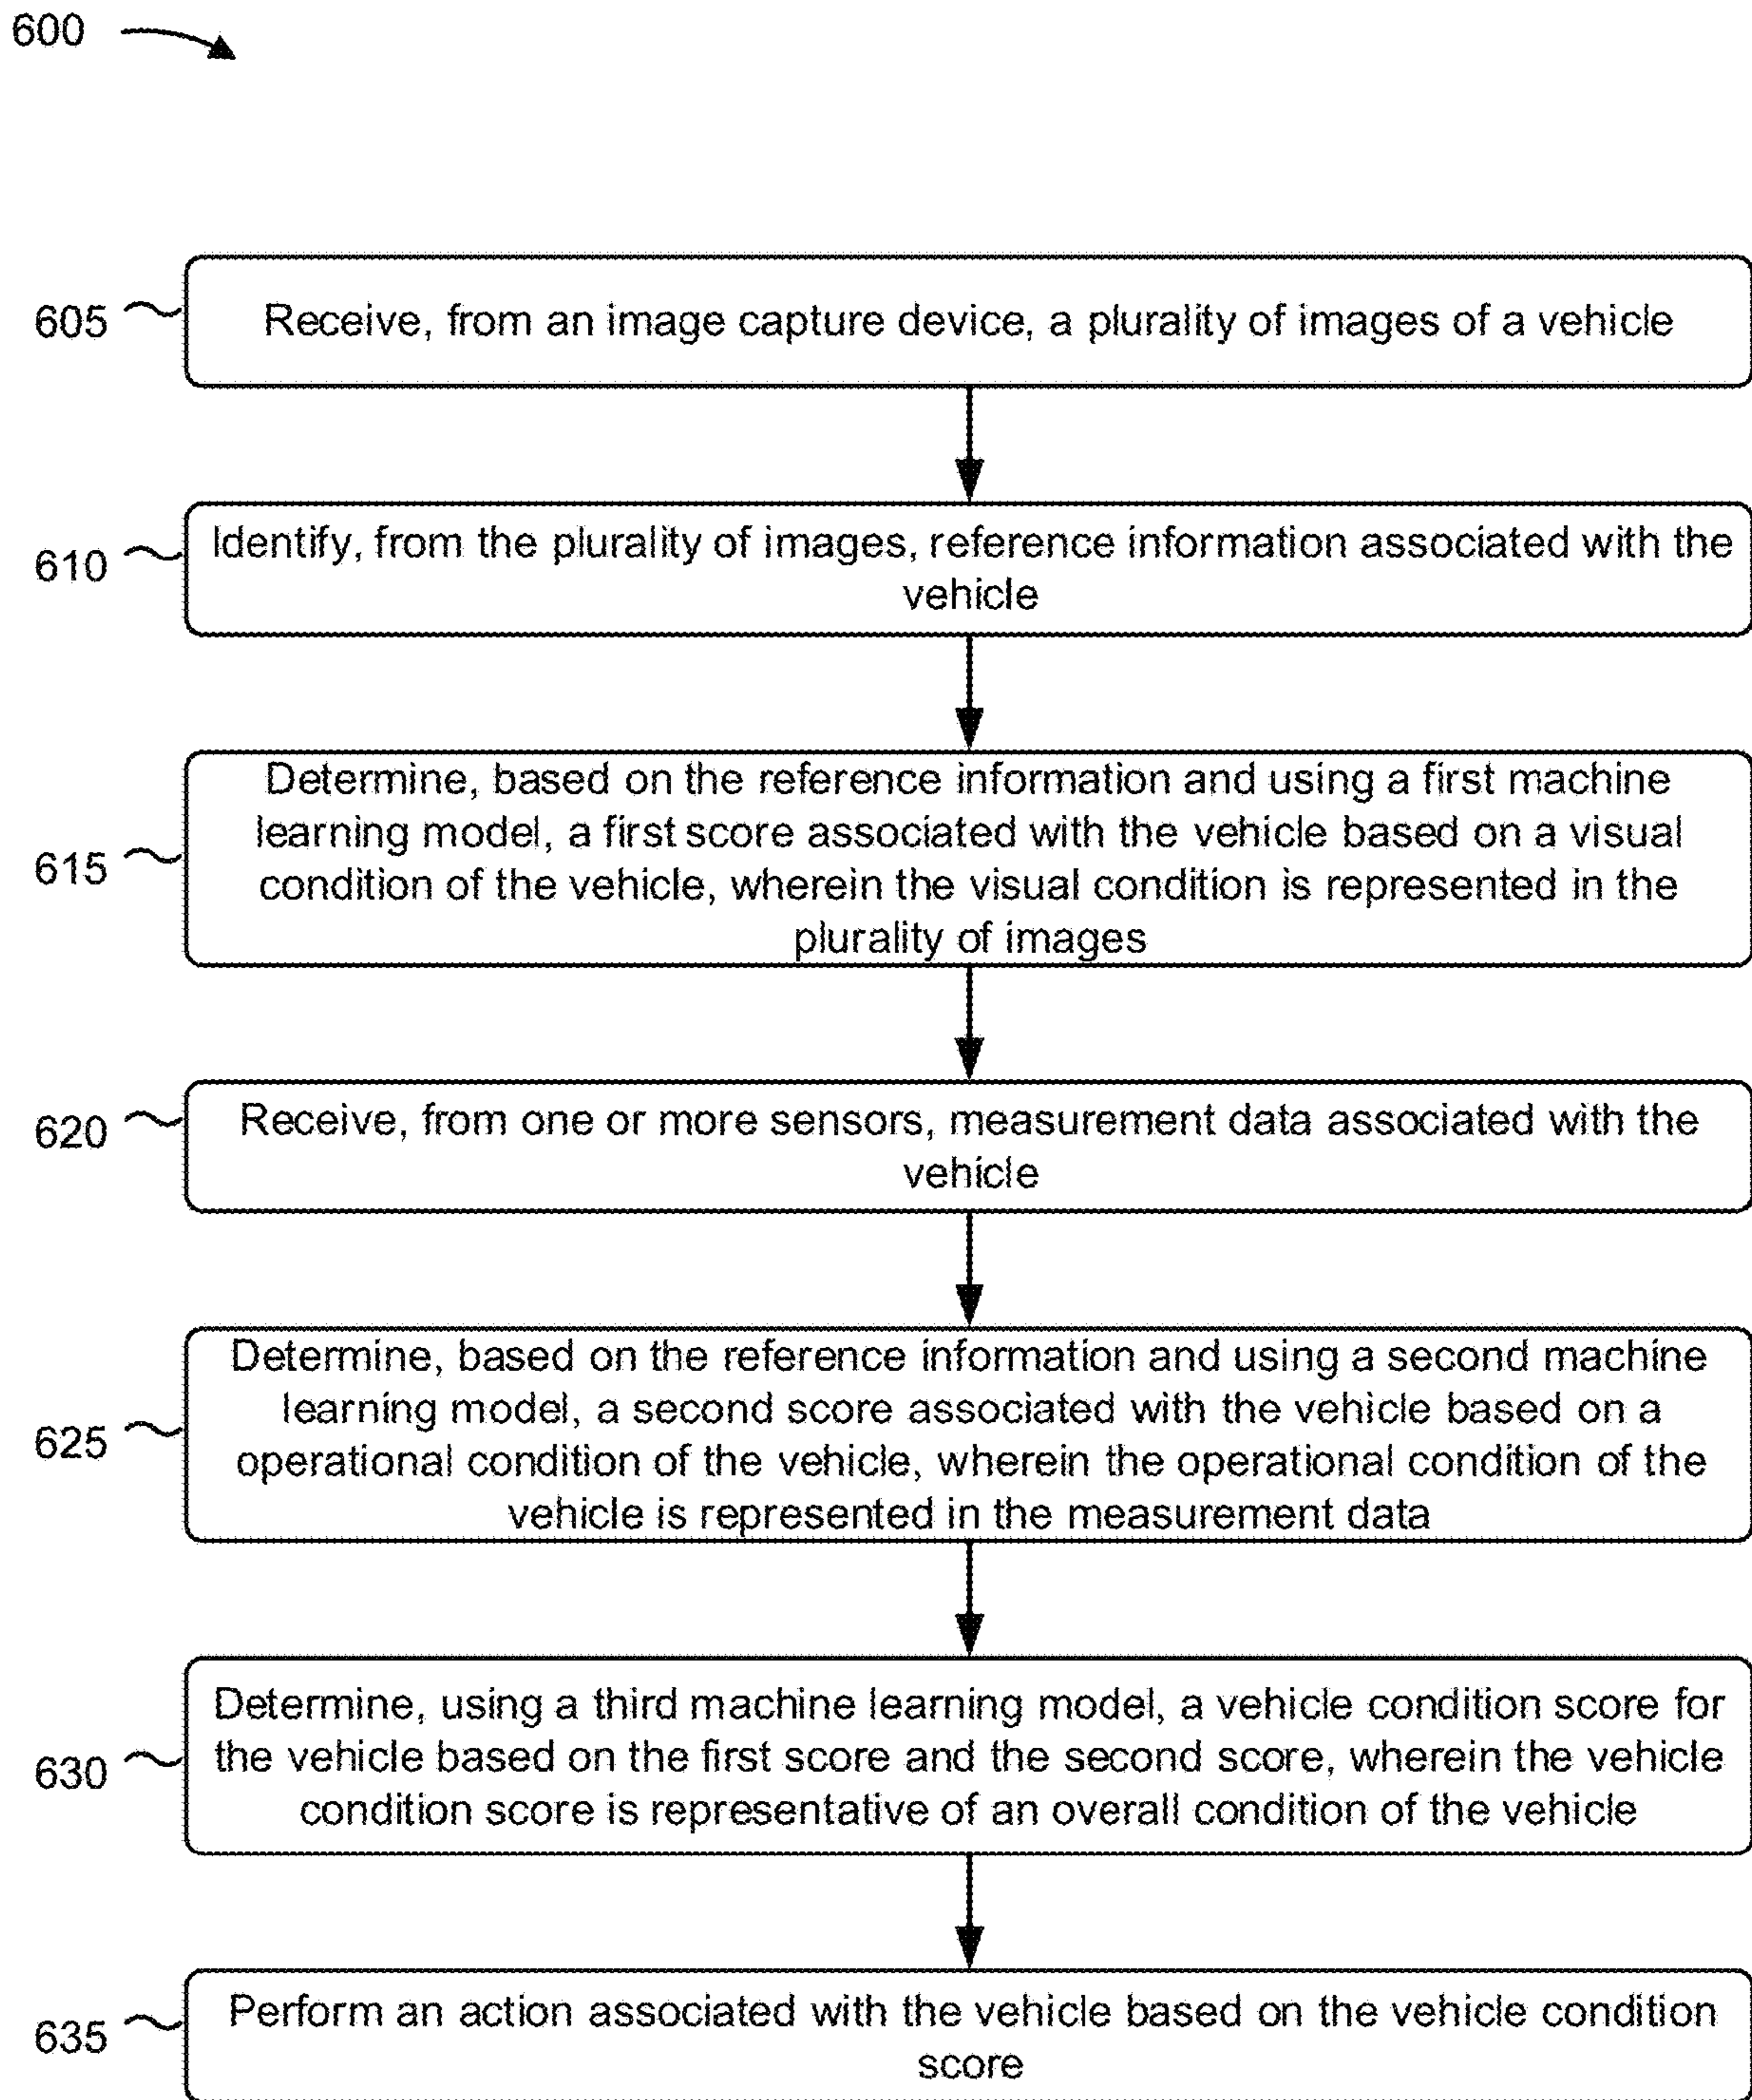 600
605
Receive, from an image capture device, a plurality of images of a vehicle
610
Identify, from the plurality of images, reference information associated with the
vehicle
615
Determine, based on the reference information and using a first machine
learning model, a first score associated with the vehicle based on a visual
condition of the vehicle, wherein the visual condition is represented in the
plurality of images
620
Receive, from one or more sensors, measurement data associated with the
vehicle
625
Determine, based on the reference information and using a second machine
learning model, a second score associated with the vehicle based on a
operational condition of the vehicle, wherein the operational condition of the
vehicle is represented in the measurement data
630
Determine, using a third machine learning model, a vehicle condition score for
the vehicle based on the first score and the second score, wherein the vehicle
condition score is representative of an overall condition of the vehicle
635
Perform an action associated with the vehicle based on the vehicle condition
score